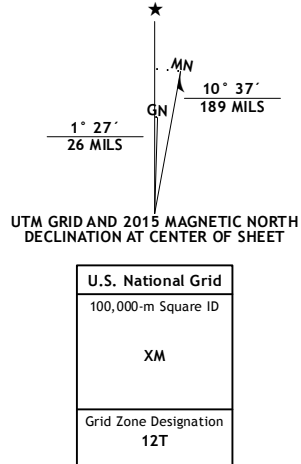 ★
MN
10° 37´
189 MILS
GN
1° 27´
26 MILS
UTM GRID AND 2015 MAGNETIC NORTH
DECLINATION AT CENTER OF SHEET
U.S. National Grid
100,000-m Square ID
XM
Grid Zone Designation
12T